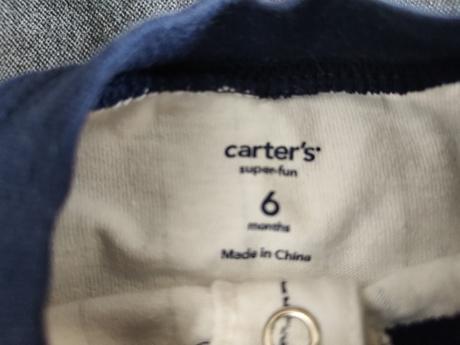 carter's
super-fun
6
months
Made in China